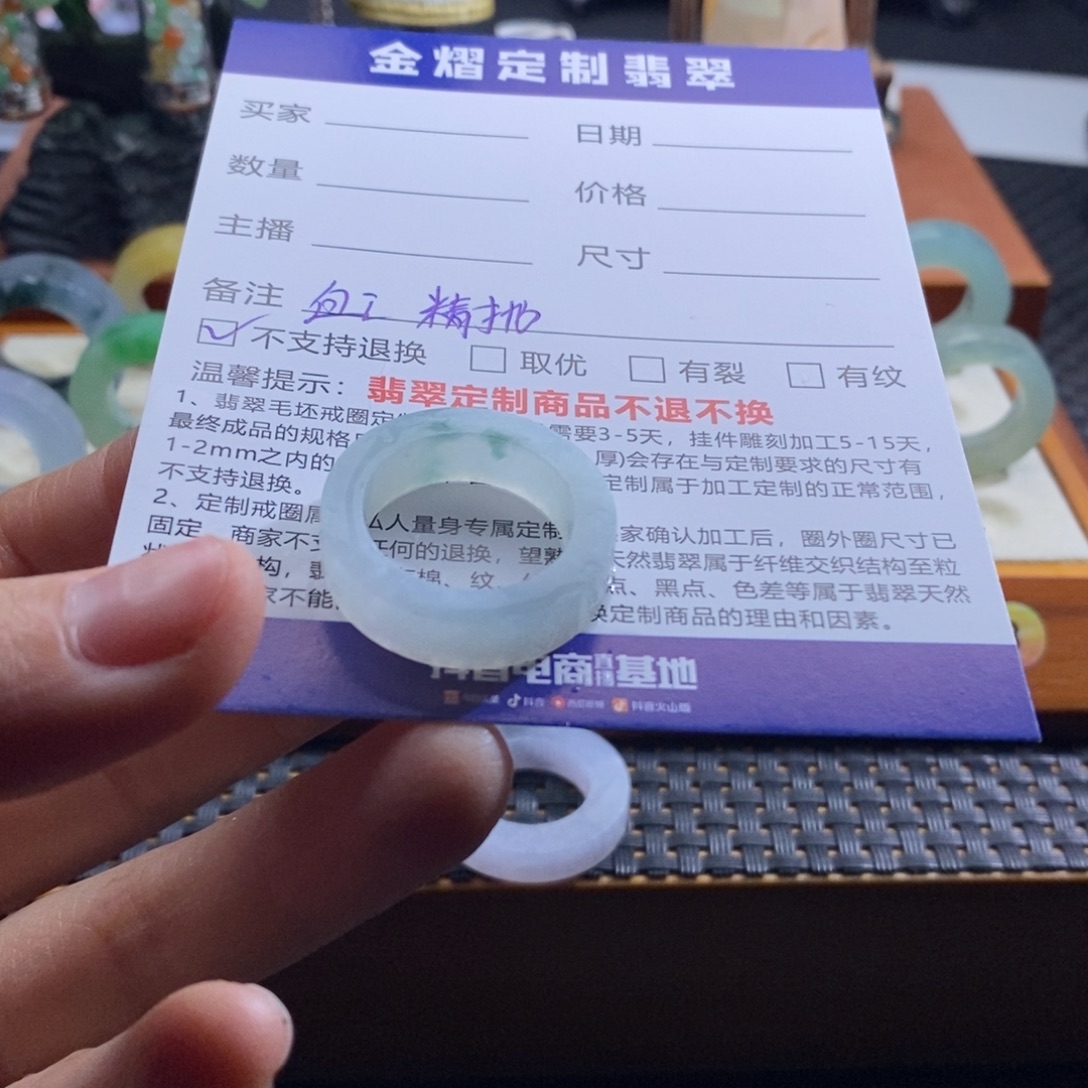 金熠定制翡翠
买家 日期
数量 价格
主播 尺寸
备注 包工 精抛
不支持退换 取优 有裂 有纹
温馨提示：翡翠定制商品不退不换
1、翡翠毛坯戒圈定 需要3-5天，挂件雕刻加工5-15天，
最终成品的规格 厚)会存在与定制要求的尺寸有
1-2mm之内的 定制属于加工定制的正常范围，
不支持退换。
2、定制戒圈属 私人量身专属定制 家确认加工后，圈外圈尺寸已
固定，商家不支 任何的退换，望熟 天然翡翠属于纤维交织结构至粒
构， 棉、纹、 点、黑点、色差等属于翡翠天然
家不能 换定制商品的理由和因素。
抖音电商直播基地
抖音 抖音火山版